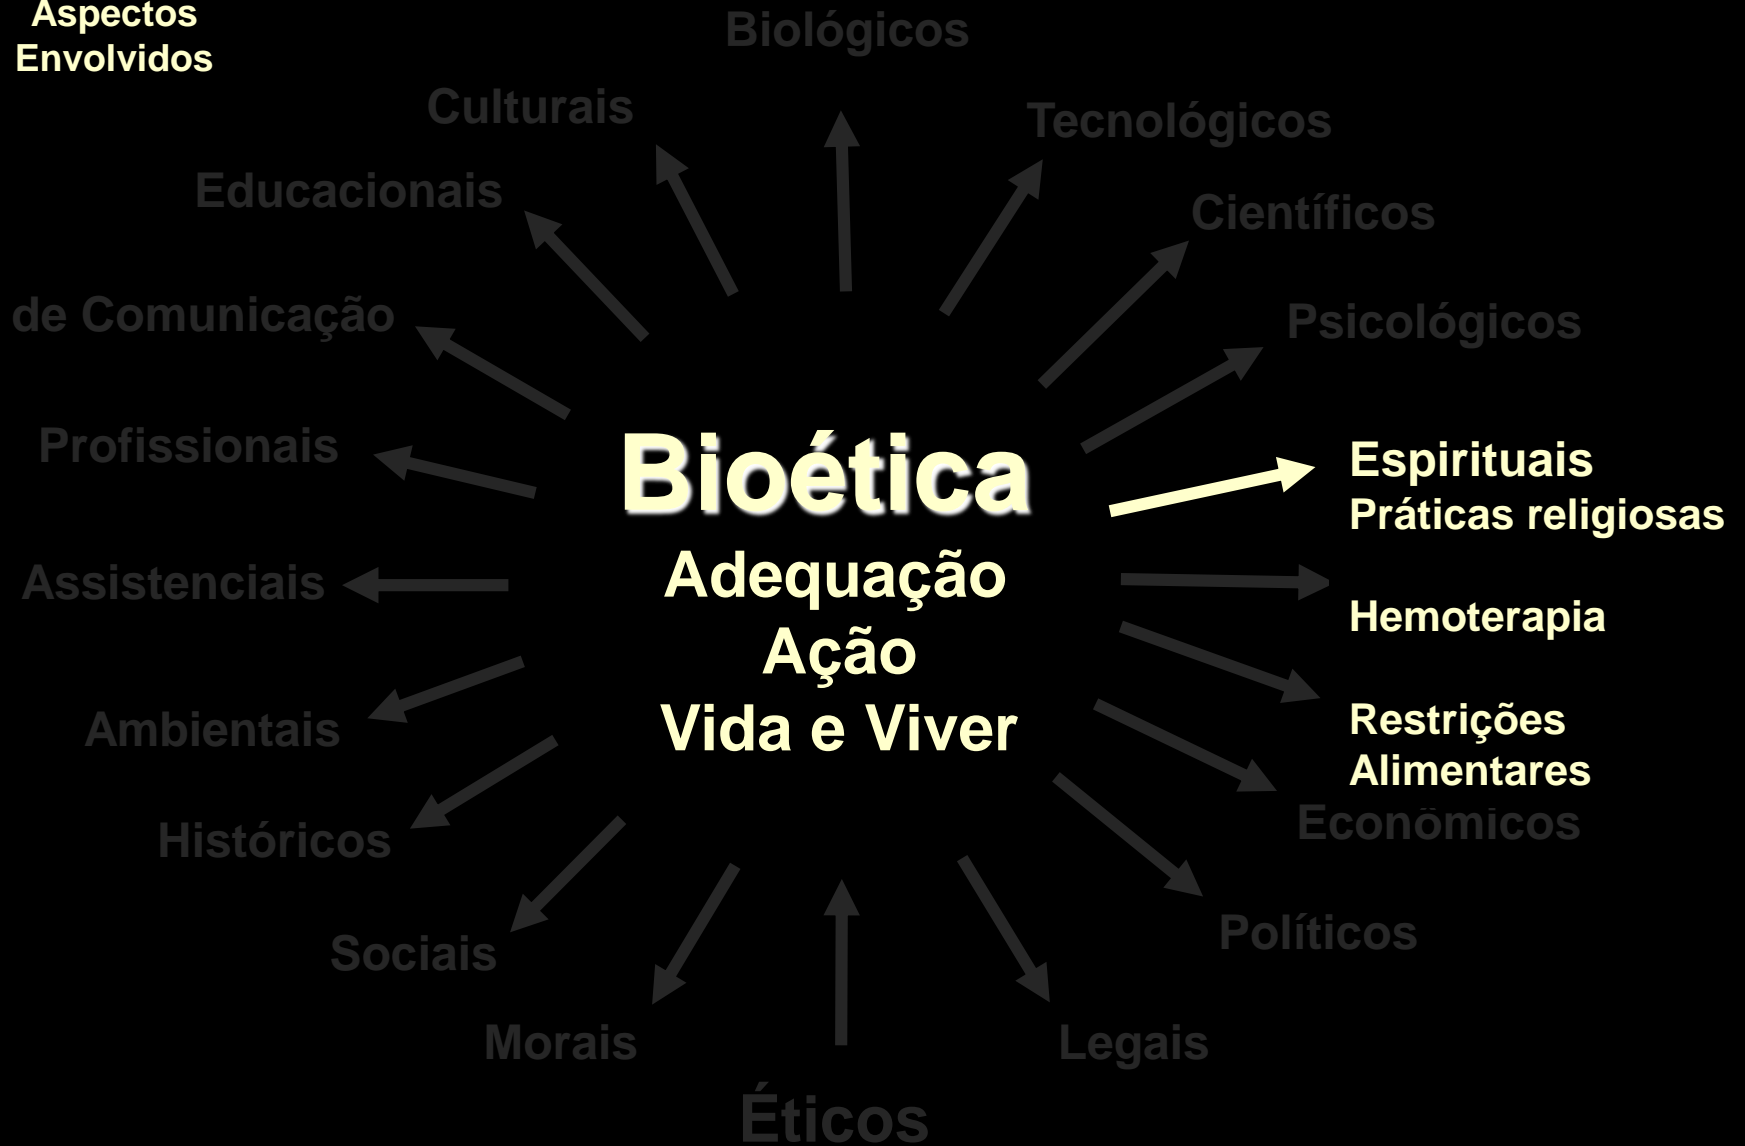 Aspectos
Envolvidos
Biológicos
Culturais
Tecnológicos
Educacionais
Científicos
de Comunicação
Psicológicos
Profissionais
Bioética
Adequação
Ação
Vida e Viver
Espirituais
Práticas religiosas
Hemoterapia
Restrições
Alimentares
Assistenciais
Ambientais
Econômicos
Históricos
Políticos
Sociais
Morais
Legais
Éticos